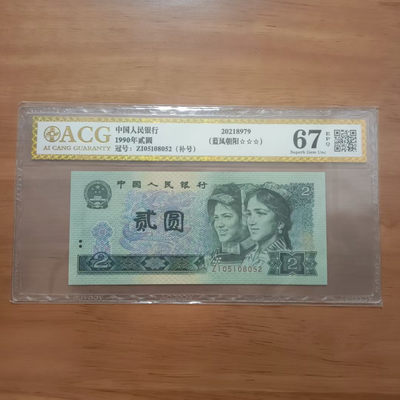 ACG
AI CANG GUARANTY
中国人民银行
1990年贰圆
冠号: ZI05108052 (补号)
20218979
(蓝凤朝阳☆☆☆)
67 EPQ
Superb Gem Unc
中国人民银行
2
贰圆
ZI05108052
2
2